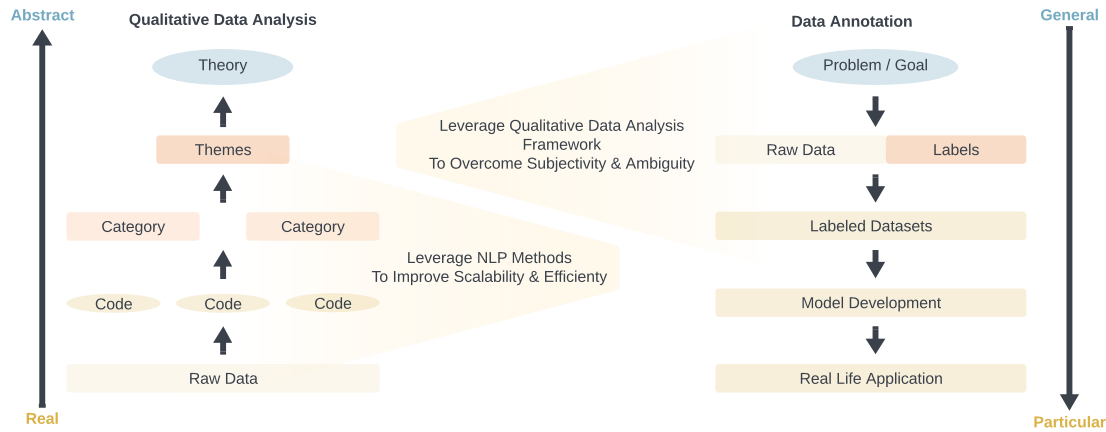 Abstract
Qualitative Data Analysis
Theory
Themes
Category
Category
Code
Code
Code
Raw Data
Real
Leverage Qualitative Data Analysis
Framework
To Overcome Subjectivity & Ambiguity
Leverage NLP Methods
To Improve Scalability & Efficienty
Data Annotation
General
Problem / Goal
Raw Data
Labels
Labeled Datasets
Model Development
Real Life Application
Particular